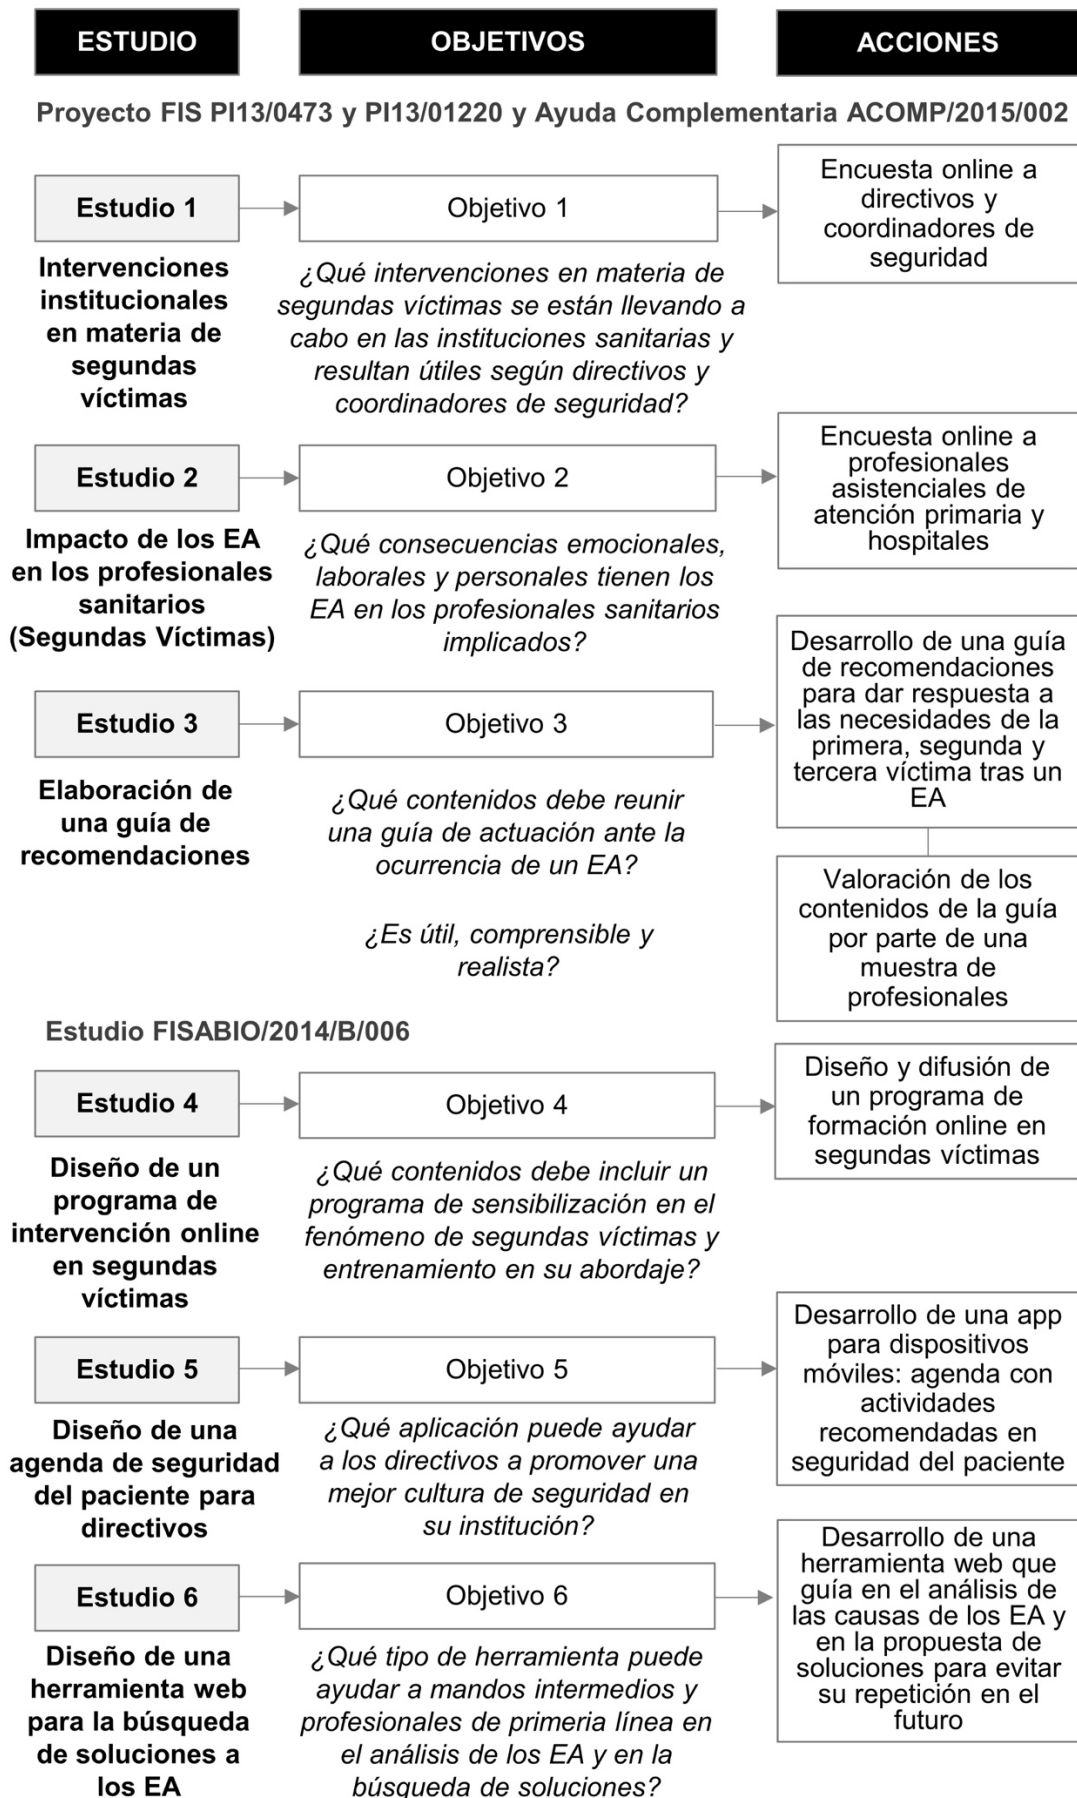 ESTUDIO
OBJETIVOS
ACCIONES
Proyecto FIS PI13/0473 y PI13/01220 y Ayuda Complementaria ACOMP/2015/002
Estudio 1
Intervenciones
institucionales
en materia de
segundas
víctimas
Objetivo 1
¿Qué intervenciones en materia de
segundas víctimas se están llevando a
cabo en las instituciones sanitarias y
resultan útiles según directivos y
coordinadores de seguridad?
Encuesta online a
directivos y
coordinadores de
seguridad
Estudio 2
Impacto de los EA
en los profesionales
sanitarios
(Segundas Víctimas)
Objetivo 2
¿Qué consecuencias emocionales,
laborales y personales tienen los
EA en los profesionales sanitarios
implicados?
Encuesta online a
profesionales
asistenciales de
atención primaria y
hospitales
Estudio 3
Elaboración de
una guía de
recomendaciones
Objetivo 3
¿Qué contenidos debe reunir
una guía de actuación ante la
ocurrencia de un EA?
¿Es útil, comprensible y
realista?
Desarrollo de una guía
de recomendaciones
para dar respuesta a
las necesidades de la
primera, segunda y
tercera víctima tras un
EA
Valoración de los
contenidos de la guía
por parte de una
muestra de
profesionales
Estudio FISABIO/2014/B/006
Estudio 4
Diseño de un
programa de
intervención online
en segundas
víctimas
Objetivo 4
¿Qué contenidos debe incluir un
programa de sensibilización en el
fenómeno de segundas víctimas y
entrenamiento en su abordaje?
Diseño y difusión de
un programa de
formación online en
segundas víctimas
Estudio 5
Diseño de una
agenda de seguridad
del paciente para
directivos
Objetivo 5
¿Qué aplicación puede ayudar
a los directivos a promover una
mejor cultura de seguridad en
su institución?
Desarrollo de una app
para dispositivos
móviles: agenda con
actividades
recomendadas en
seguridad del paciente
Estudio 6
Diseño de una
herramienta web
para la búsqueda
de soluciones a
los EA
Objetivo 6
¿Qué tipo de herramienta puede
ayudar a mandos intermedios y
profesionales de primeria línea en
el análisis de los EA y en la
búsqueda de soluciones?
Desarrollo de una
herramienta web que
guía en el análisis de
las causas de los EA y
en la propuesta de
soluciones para evitar
su repetición en el
futuro